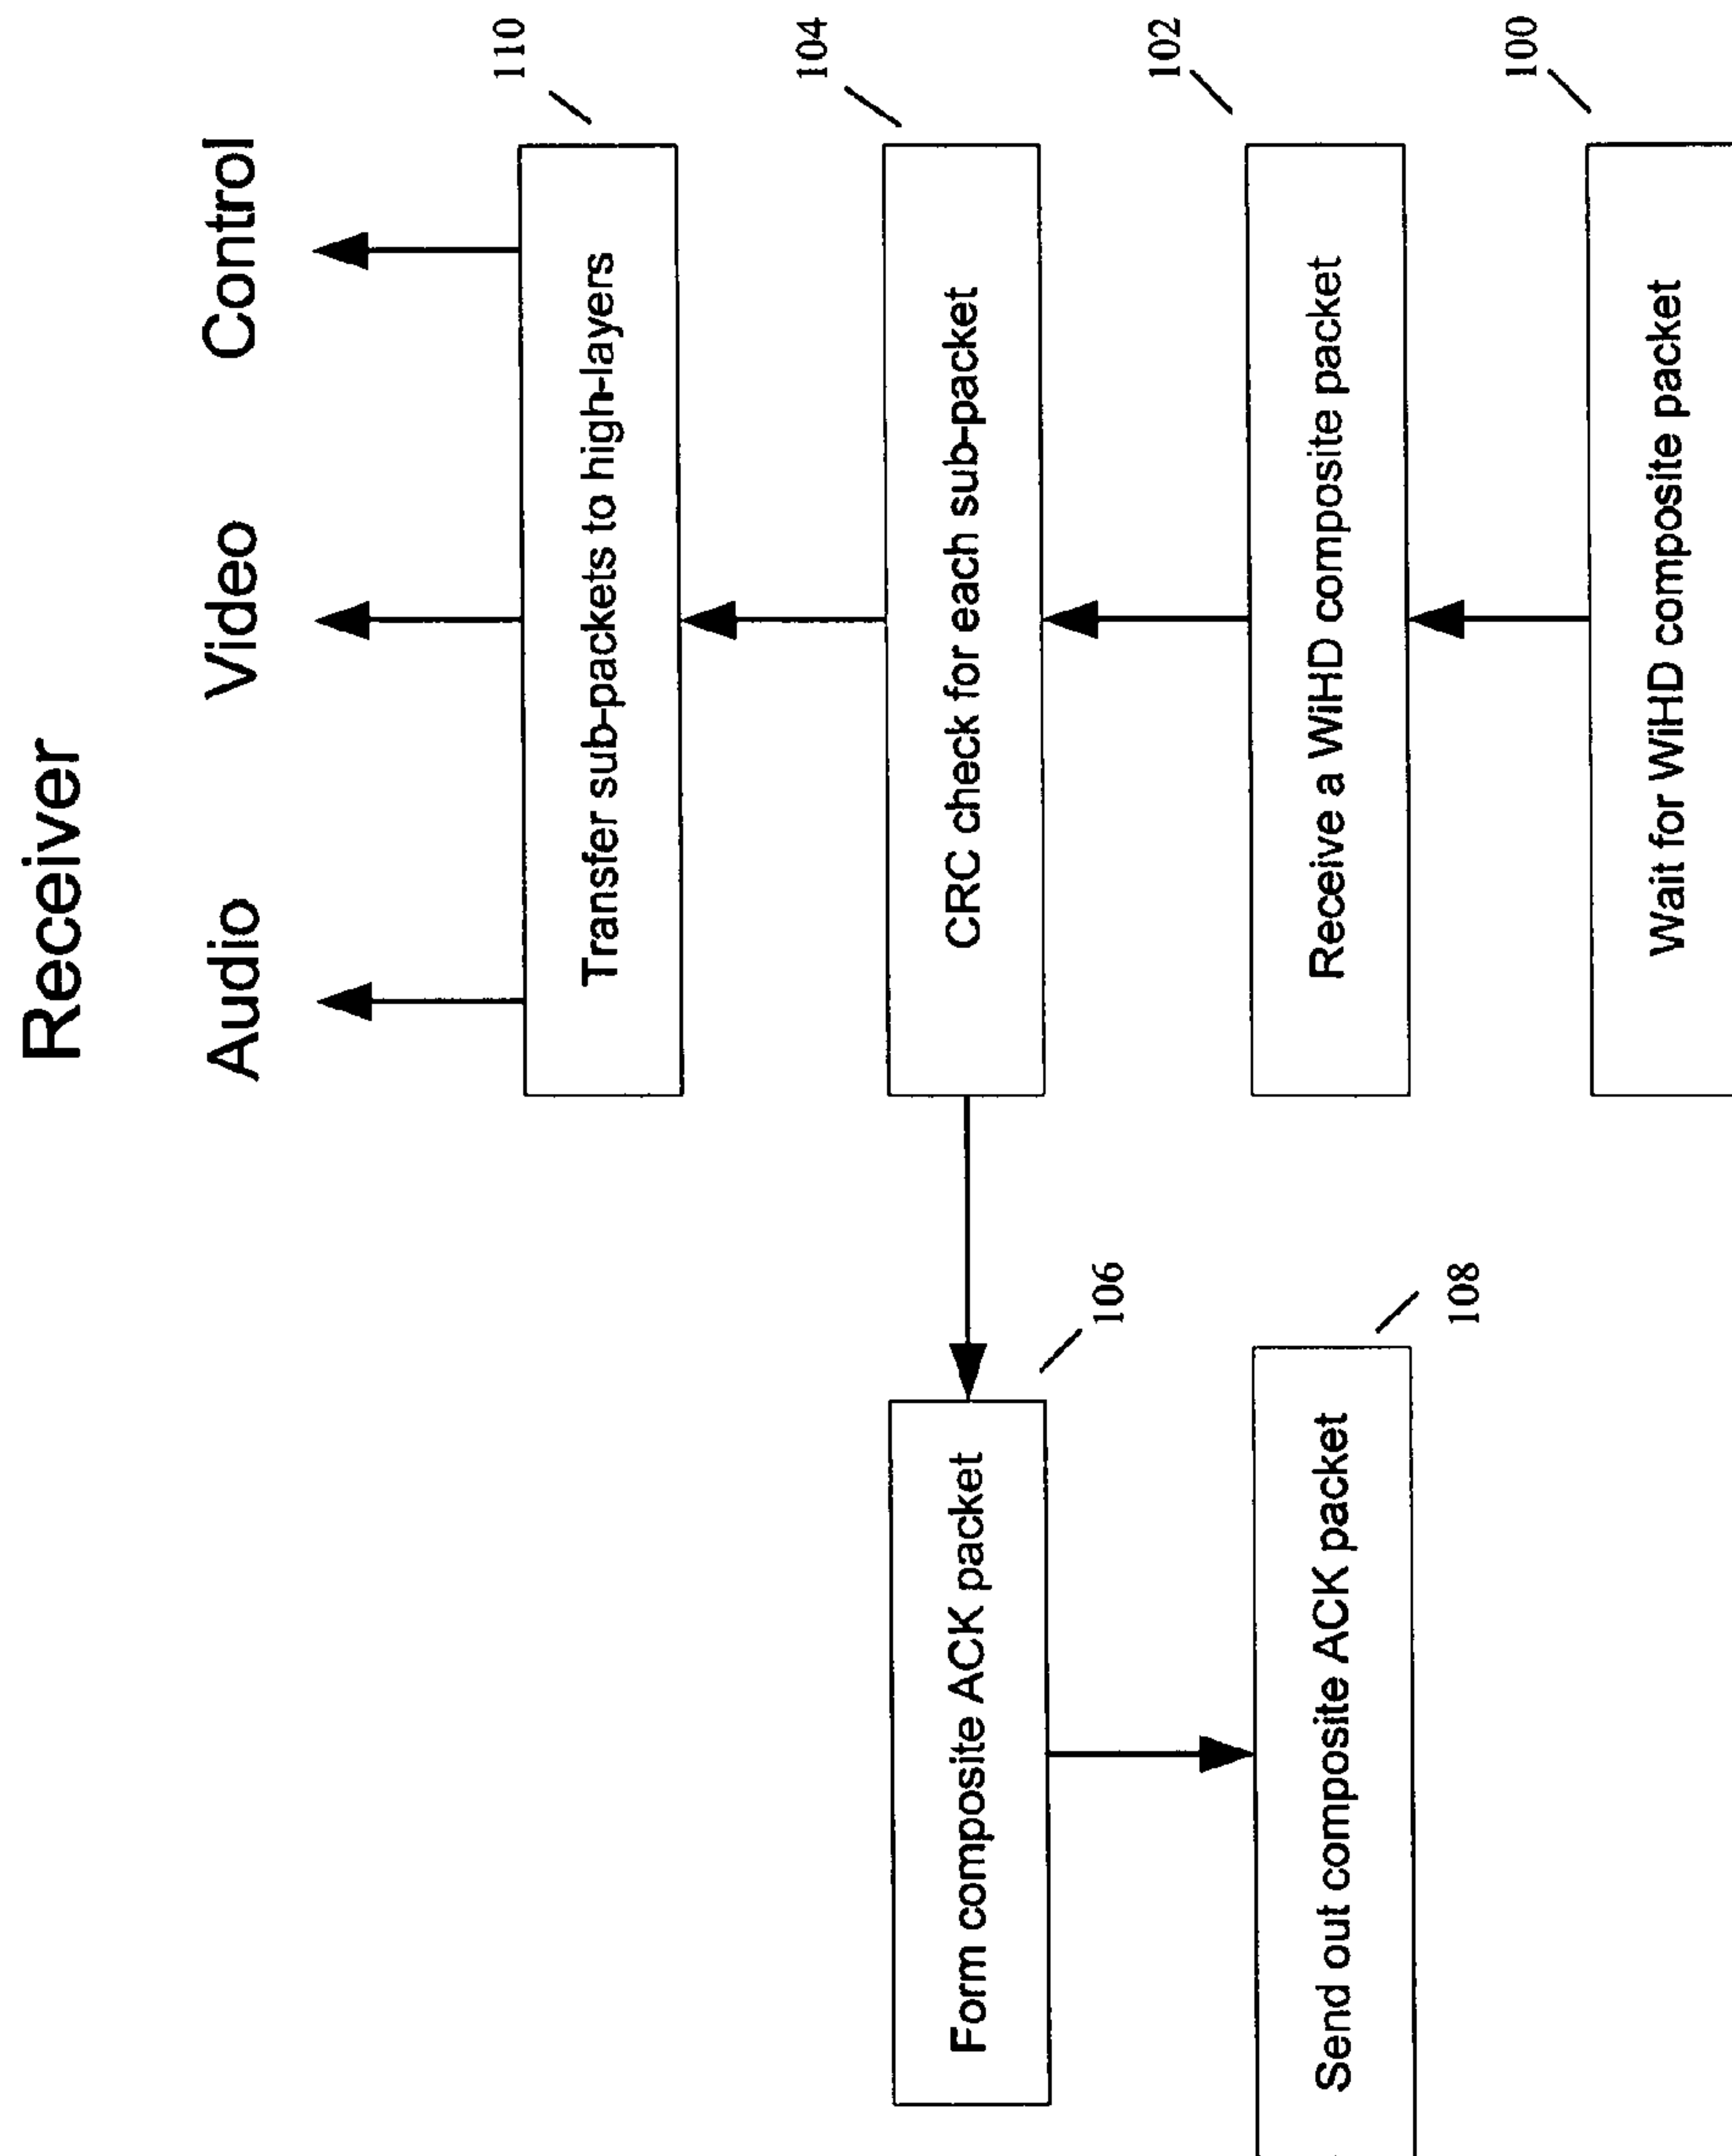 Receiver
Audio
Video
Control
110
Transfer sub-packets to high-layers
104
CRC check for each sub-packet
102
Receive a WiHD composite packet
100
Wait for WiHD composite packet
106
Form composite ACK packet
108
Send out composite ACK packet